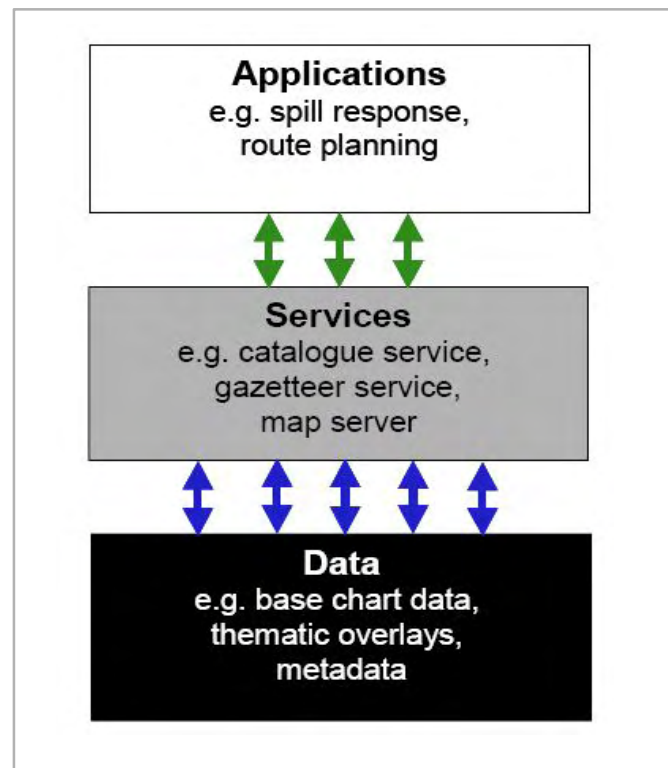 Applications
e.g. spill response,
route planning
Services
e.g. catalogue service,
gazetteer service,
map server
Data
e.g. base chart data,
thematic overlays,
metadata